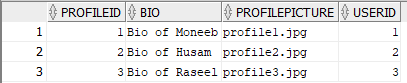 PROFILEID BIO PROFILEPICTURE USERID
1 1 Bio of Moneeb profile1.jpg 1
2 2 Bio of Husam profile2.jpg 2
3 3 Bio of Raseel profile3.jpg 3